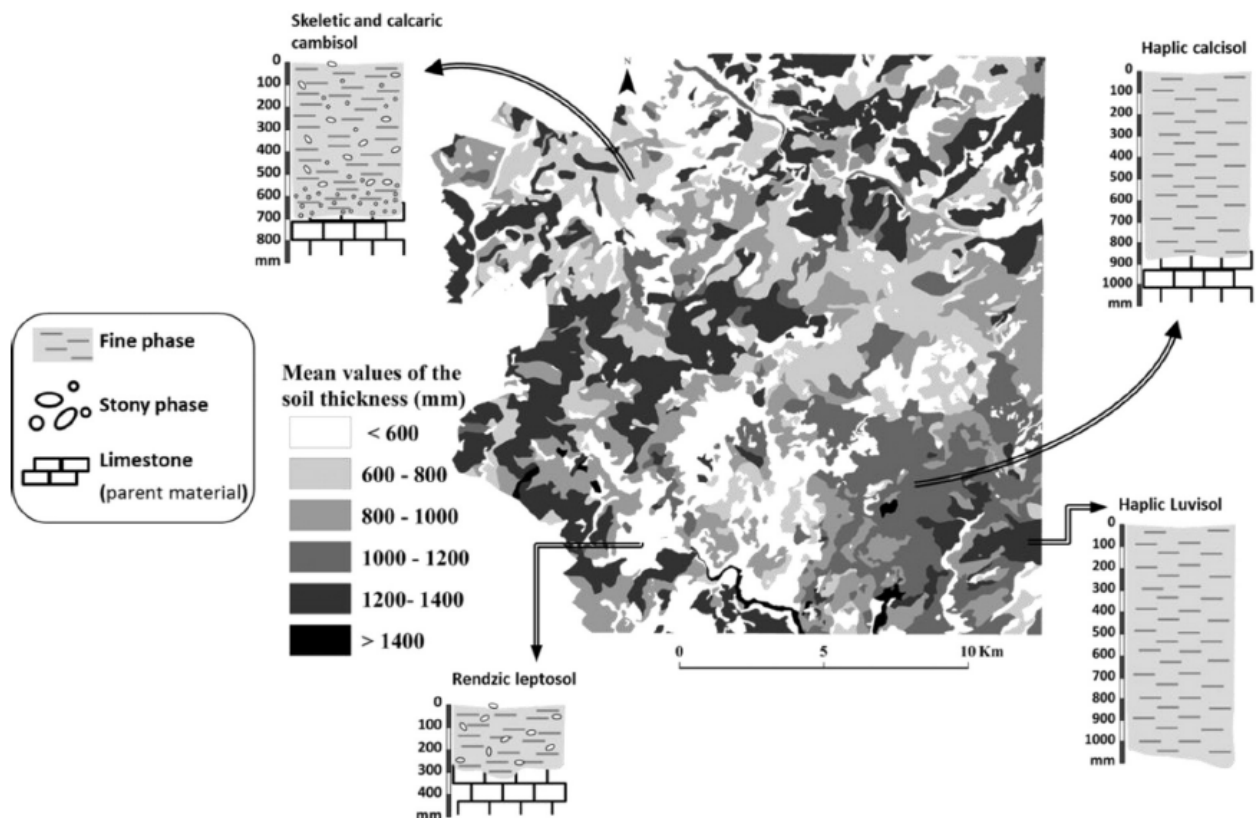 Skeletic and calcaric
cambisol
0
100
200
300
400
500
600
700
800
mm
N
Haplic calcisol
0
100
200
300
400
500
600
700
800
900
1000
mm
Fine phase
Stony phase
Limestone
(parent material)
Mean values of the
soil thickness (mm)
< 600
600 - 800
800 - 1000
1000 - 1200
1200- 1400
> 1400
0 5 10 Km
Haplic Luvisol
0
100
200
300
400
500
600
700
800
900
1000
mm
Rendzic leptosol
0
100
200
300
400
mm